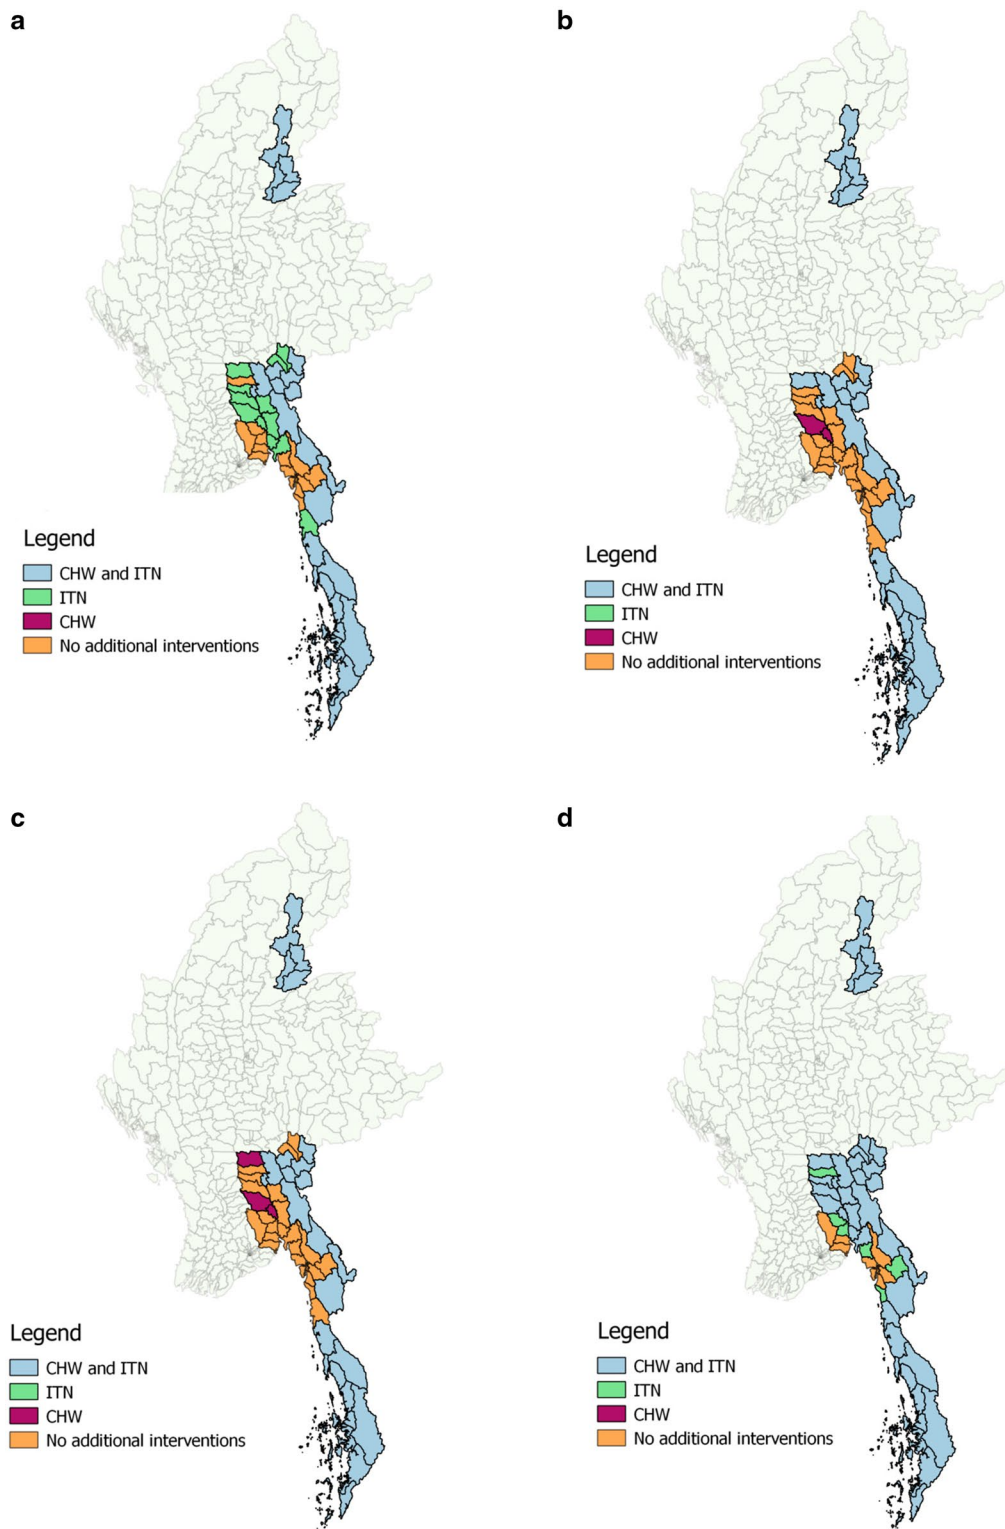 a
b
Legend
CHW and ITN
ITN
CHW
No additional interventions
Legend
CHW and ITN
ITN
CHW
No additional interventions
c
d
Legend
CHW and ITN
ITN
CHW
No additional interventions
Legend
CHW and ITN
ITN
CHW
No additional interventions